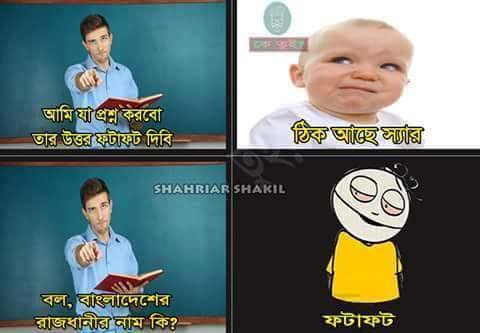 কে তুই?
আমি যা প্রশ্ন করবো
তার উত্তর ফটাফট দিবি
ঠিক আছে স্যার
SHAHRIAR SHAKIL
বল, বাংলাদেশের
রাজধানীর নাম কি?
ফটাফট